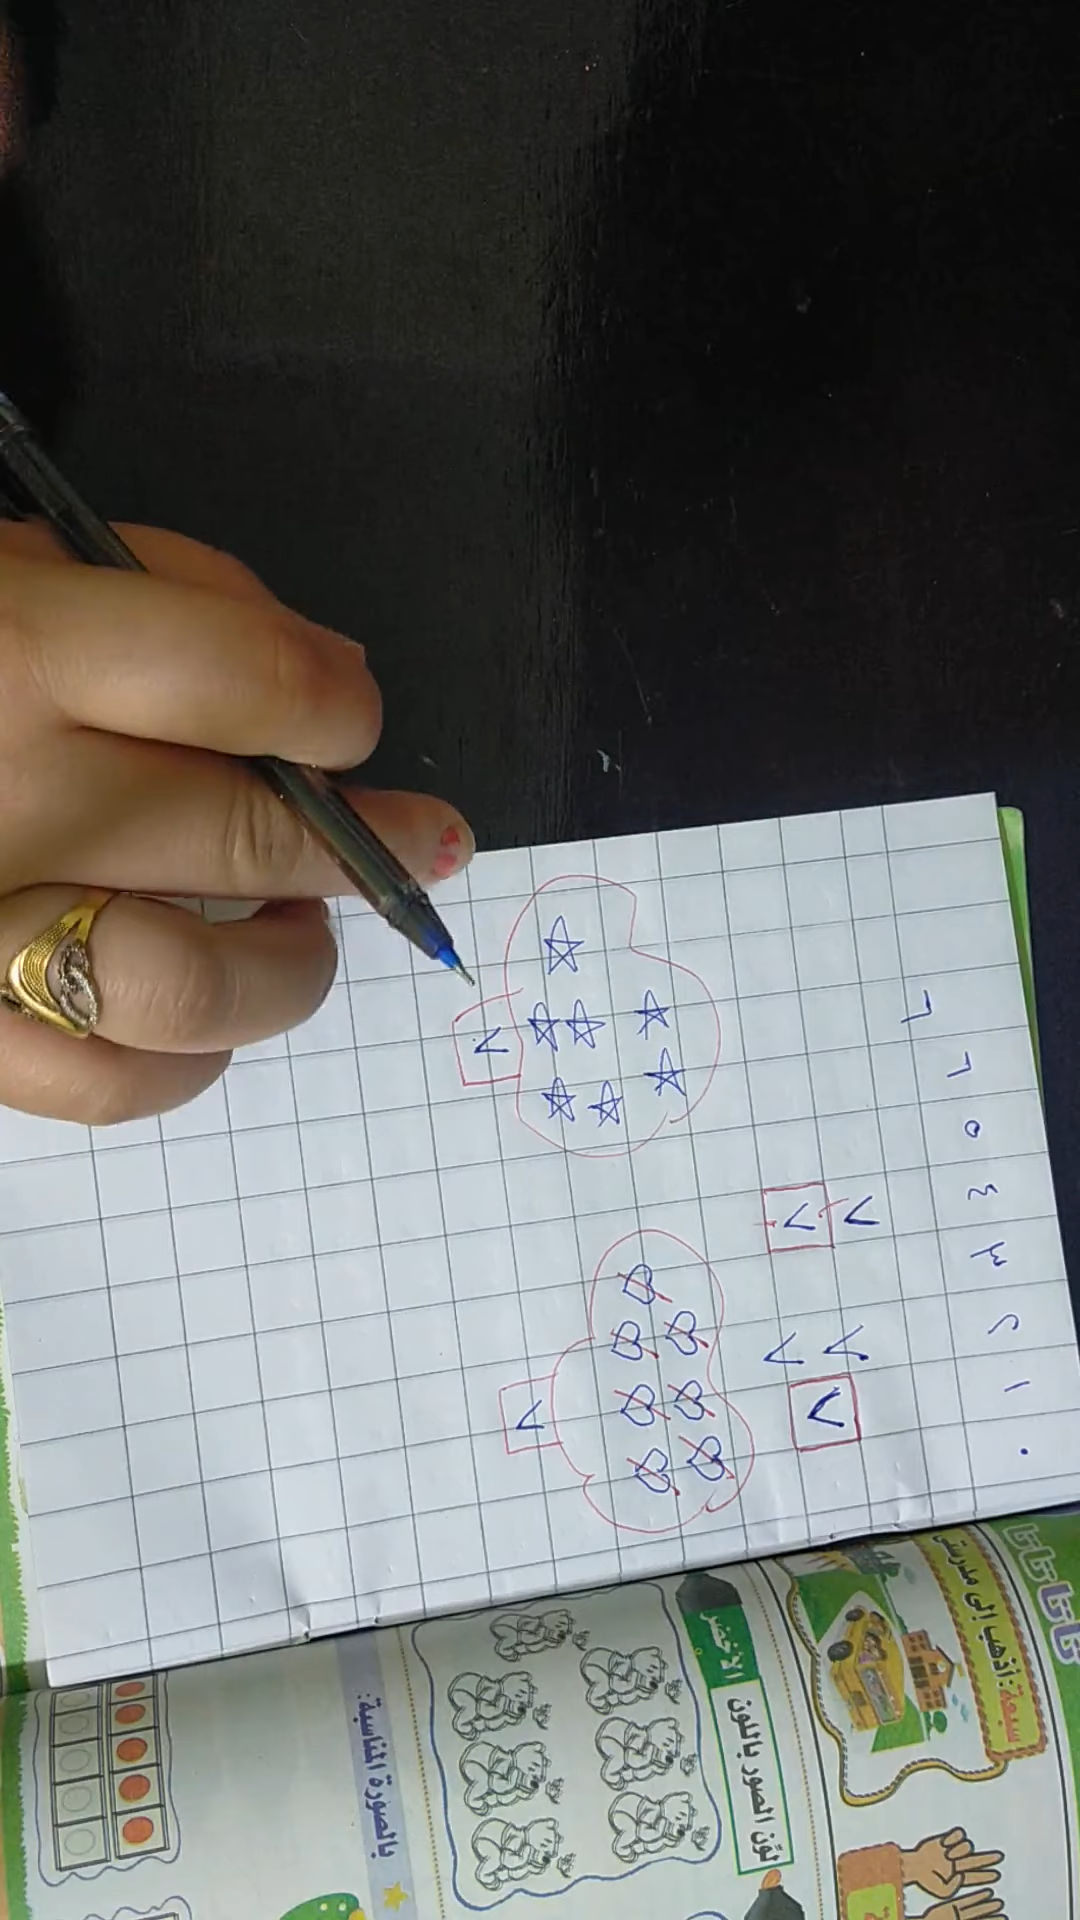 ٠ ١ ٢ ٣ ٤ ٥ ٦ ٦
٧ ٧ ٧
٧ ٧
٧ ٧
سبعة: أذهب إلى مدرستي
لوّن الصور باللون الأخضر
بالصورة المناسبة: